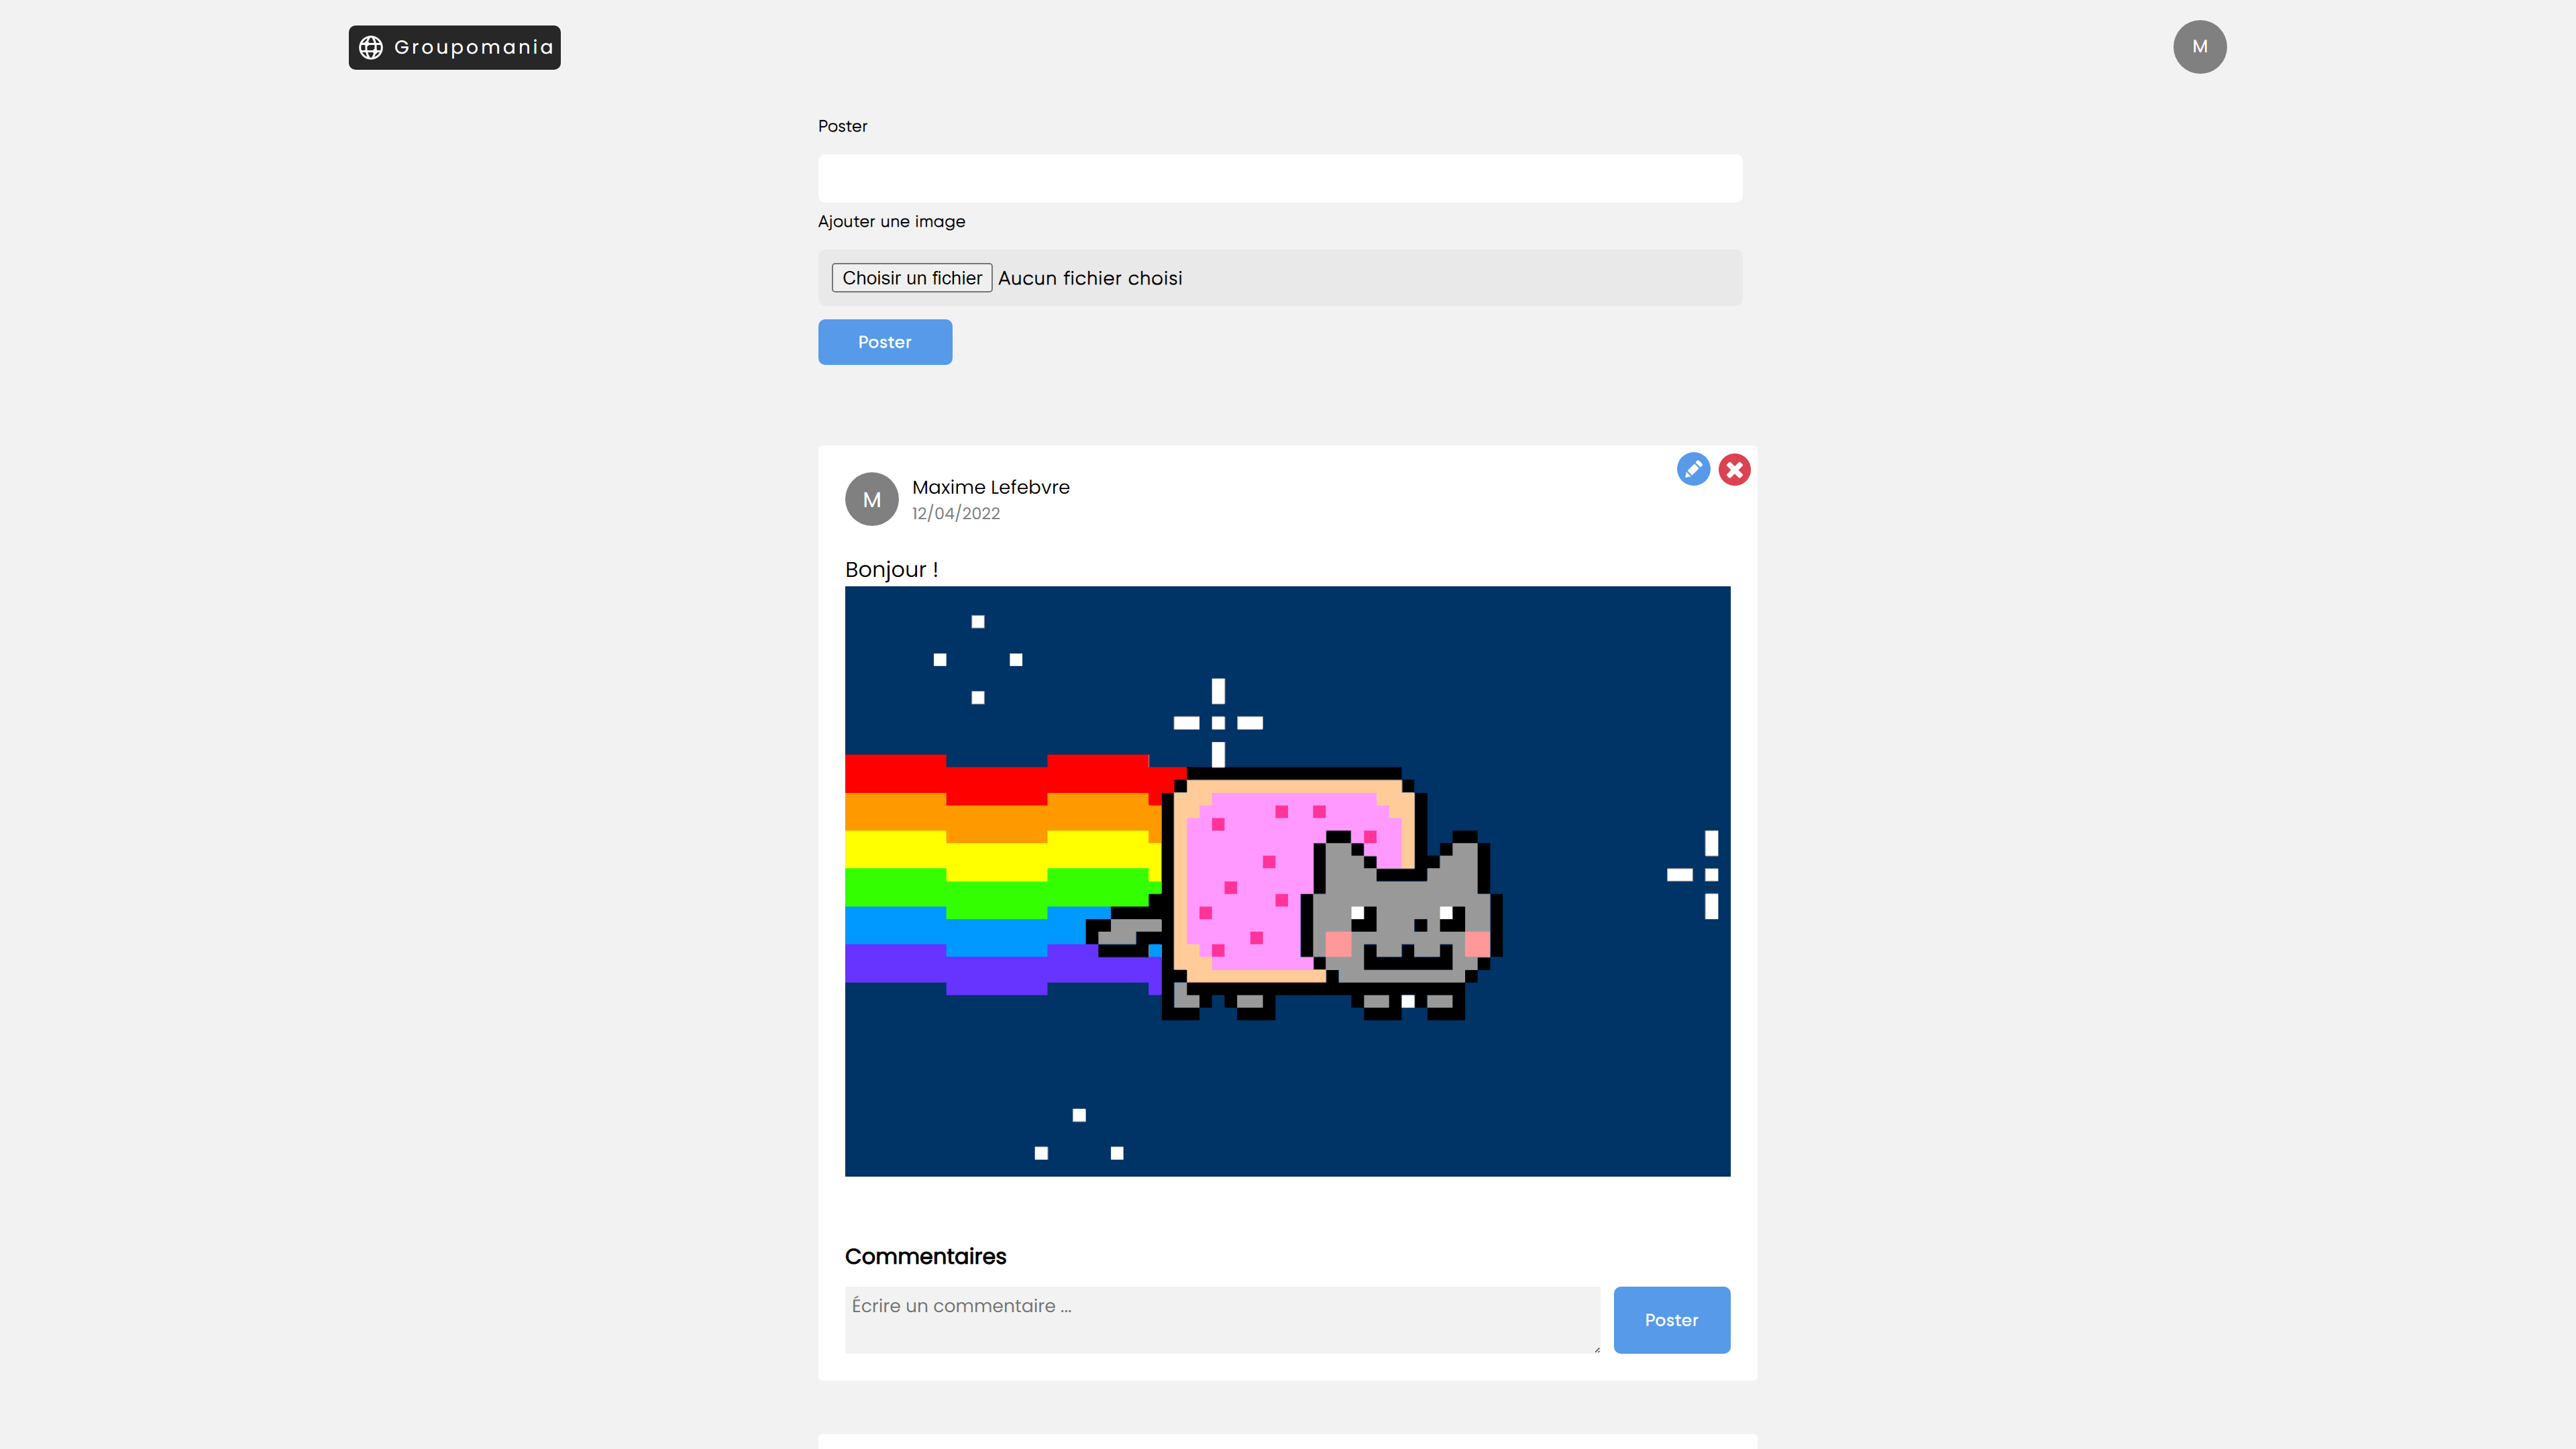 Groupomania
M
Poster
Ajouter une image
Choisir un fichier Aucun fichier choisi
Poster
M
Maxime Lefebvre
12/04/2022
Bonjour !
Commentaires
Écrire un commentaire ...
Poster